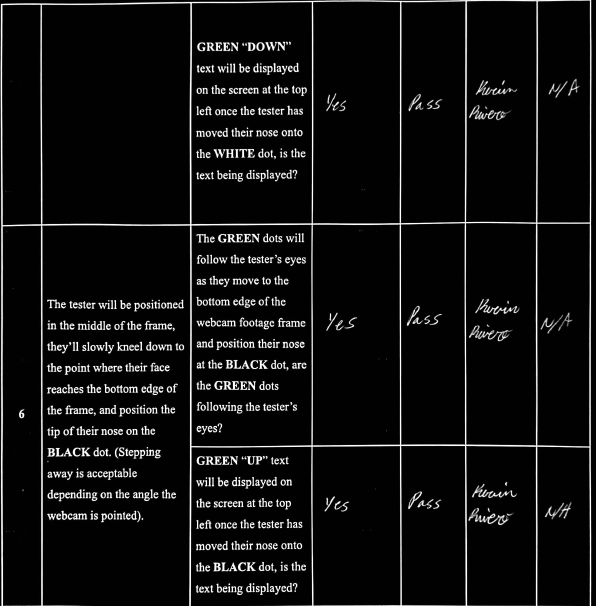 GREEN “DOWN”
text will be displayed
on the screen at the top
left once the tester has
moved their nose onto
the WHITE dot, is the
text being displayed?
Yes
Pass
Rivero
N/A
6
The tester will be positioned
in the middle of the frame,
they’ll slowly kneel down to
the point where their face
reaches the bottom edge of
the frame, and position the
tip of their nose on the
BLACK dot. (Stepping
away is acceptable
depending on the angle the
webcam is pointed).
The GREEN dots will
follow the tester’s eyes
as they move to the
bottom edge of the
webcam footage frame
and position their nose
at the BLACK dot, are
the GREEN dots
following the tester’s
eyes?
Yes
Pass
Rivero
N/A
GREEN “UP” text
will be displayed on
the screen at the top
left once the tester has
moved their nose onto
the BLACK dot, is the
text being displayed?
Yes
Pass
Rivero
N/A